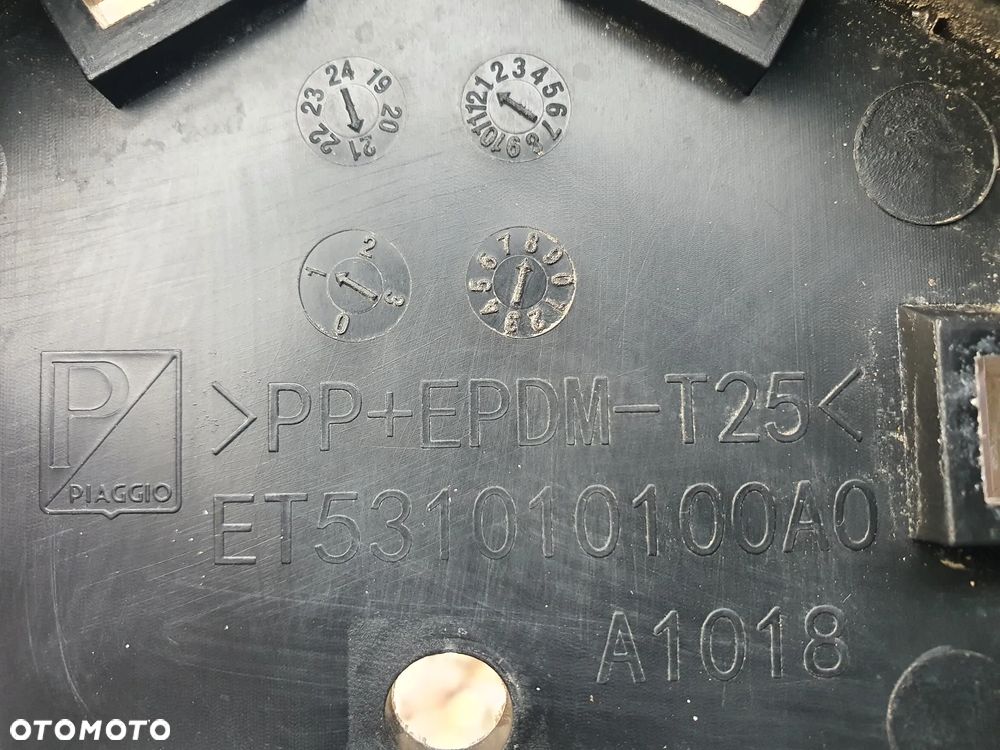 19 20 21 22 23 24
1 2 3 4 5 6 7 8 9 10 11 12
0 1 2 3
0 1 2 3 4 5 6 7 8 9
P
PIAGGIO
>PP+EPDM-T25<
ET531010100A0
A1018
OTOMOTO